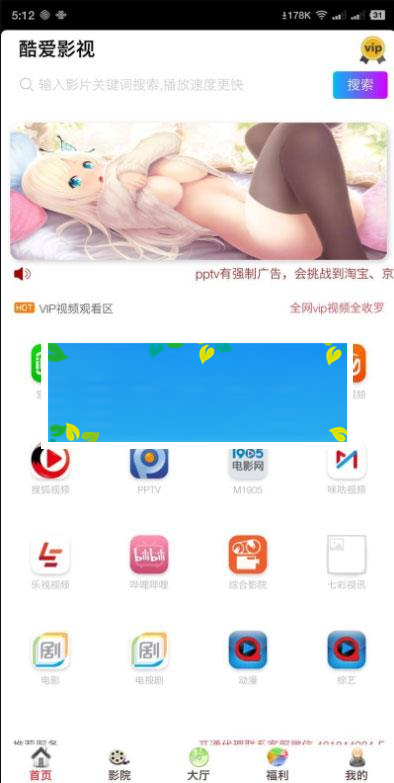 5:12
178K
31
酷爱影视
vip
输入影片关键词搜索,播放速度更快
搜索
pptv有强制广告，会挑战到淘宝、京
HOT VIP视频观看区
全网vip视频全收罗
搜狐视频
PPTV
1905
电影网
M1905
咪咕视频
bilibili
乐视视频
哔哩哔哩
综合影院
七彩视讯
剧
剧
电影
电视剧
动漫
综艺
首页
影院
大厅
福利
我的